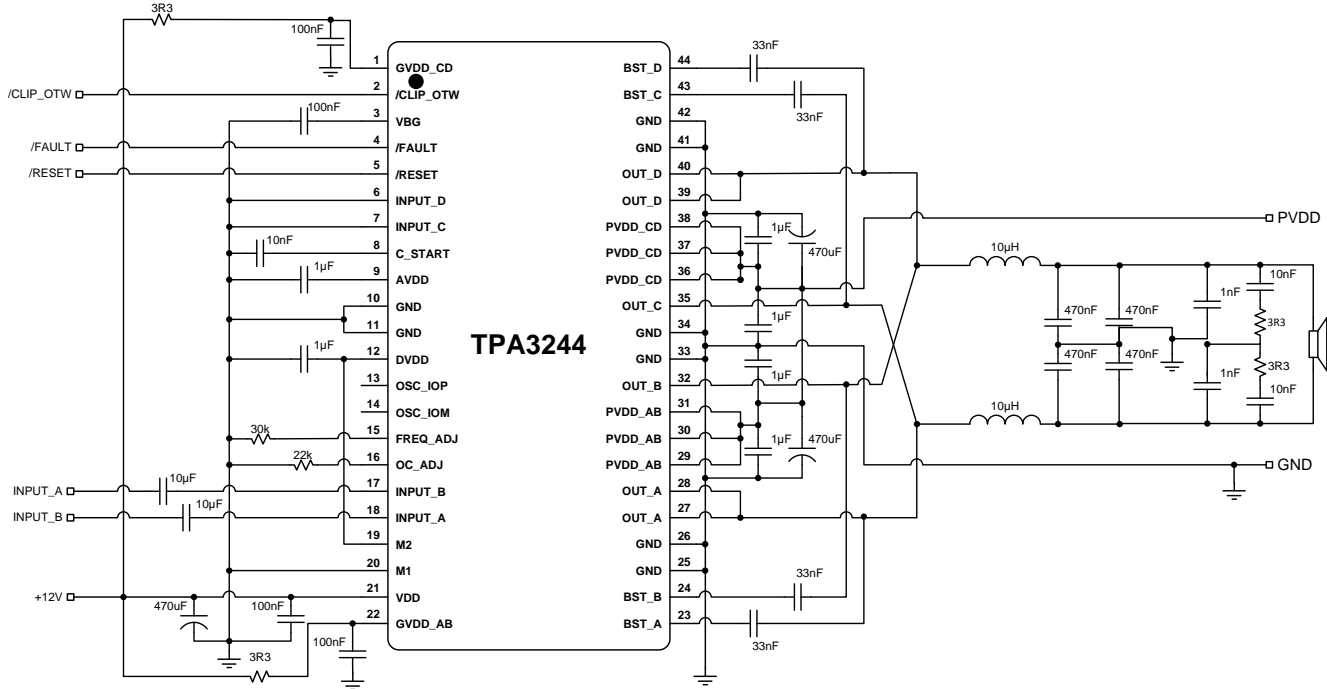 3R3
100nF
1 GVDD_CD
/CLIP_OTW 2 /CLIP_OTW
100nF
3 VBG
/FAULT 4 /FAULT
/RESET 5 /RESET
6 INPUT_D
7 INPUT_C
10nF
8 C_START
1µF
9 AVDD
10 GND
11 GND
1µF
12 DVDD
13 OSC_IOP
14 OSC_IOM
30k
15 FREQ_ADJ
22k
16 OC_ADJ
INPUT_A 10µF 17 INPUT_B
INPUT_B 10µF 18 INPUT_A
19 M2
20 M1
+12V 21 VDD
470uF
100nF
22 GVDD_AB
100nF
3R3
TPA3244
33nF
BST_D 44
BST_C 43
33nF
GND 42
GND 41
OUT_D 40
OUT_D 39
PVDD_CD 38
PVDD_CD 37
PVDD_CD 36
OUT_C 35
GND 34
GND 33
OUT_B 32
PVDD_AB 31
PVDD_AB 30
PVDD_AB 29
OUT_A 28
OUT_A 27
GND 26
GND 25
33nF
BST_B 24
BST_A 23
33nF
1µF
470uF
1µF
1µF
1µF
470uF
PVDD
10µH
470nF
470nF
1nF
10nF
3R3
470nF
470nF
1nF
3R3
10nF
10µH
GND